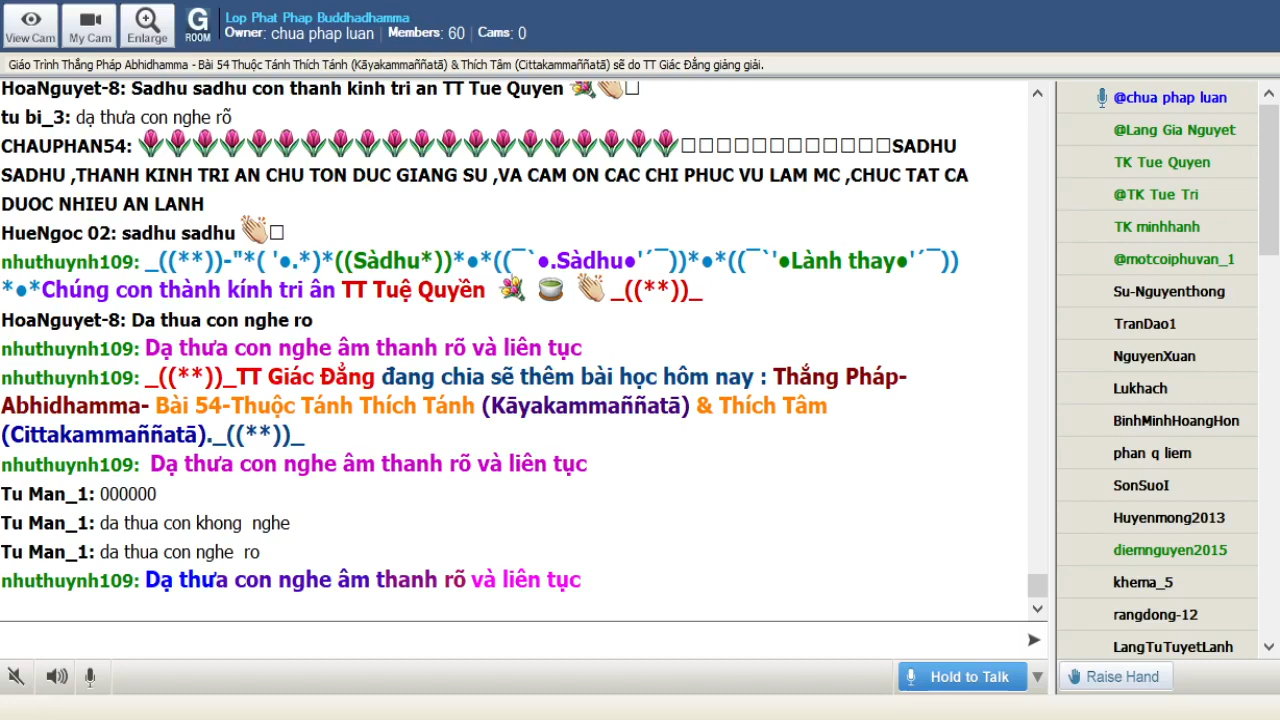 View Cam
My Cam
Enlarge
G
ROOM
Lop Phat Phap Buddhadhamma
Owner: chua phap luan | Members: 60 | Cams: 0
Giáo Trình Thắng Pháp Abhidhamma - Bài 54 Thuộc Tánh Thích Tánh (Kāyakammaññatā) & Thích Tâm (Cittakammaññatā) sẽ do TT Giác Đẳng giảng giải.
HoaNguyet-8: Sadhu sadhu con thanh kinh tri an TT Tue Quyen 💐👏□
tu bi_3: dạ thưa con nghe rõ
CHAUPHAN54: 🌷🌷🌷🌷🌷🌷🌷🌷🌷🌷🌷🌷🌷🌷🌷🌷🌷🌷🌷🌷□□□□□□□□□□□□SADHU
SADHU ,THANH KINH TRI AN CHU TON DUC GIANG SU ,VA CAM ON CAC CHI PHUC VU LAM MC ,CHUC TAT CA
DUOC NHIEU AN LANH
HueNgoc 02: sadhu sadhu 👏□
nhuthuynh109: _((**))-"*( '●.*)*((Sàdhu*))*●*((¯`●.Sàdhu●'´¯))*●*((¯`'●Lành thay●'´¯))
*●*Chúng con thành kính tri ân TT Tuệ Quyền 💐 🍵 👏 _((**))_
HoaNguyet-8: Da thua con nghe ro
nhuthuynh109: Dạ thưa con nghe âm thanh rõ và liên tục
nhuthuynh109: _((**))_TT Giác Đẳng đang chia sẽ thêm bài học hôm nay : Thắng Pháp-
Abhidhamma- Bài 54-Thuộc Tánh Thích Tánh (Kāyakammaññatā) & Thích Tâm
(Cittakammaññatā)._((**))_
nhuthuynh109: Dạ thưa con nghe âm thanh rõ và liên tục
Tu Man_1: 000000
Tu Man_1: da thua con khong  nghe
Tu Man_1: da thua con nghe  ro
nhuthuynh109: Dạ thưa con nghe âm thanh rõ và liên tục
@chua phap luan
@Lang Gia Nguyet
TK Tue Quyen
@TK Tue Tri
TK minhhanh
@motcoiphuvan_1
Su-Nguyenthong
TranDao1
NguyenXuan
Lukhach
BinhMinhHoangHon
phan q liem
SonSuoI
Huyenmong2013
diemnguyen2015
khema_5
rangdong-12
LangTuTuyetLanh
Hold to Talk
Raise Hand